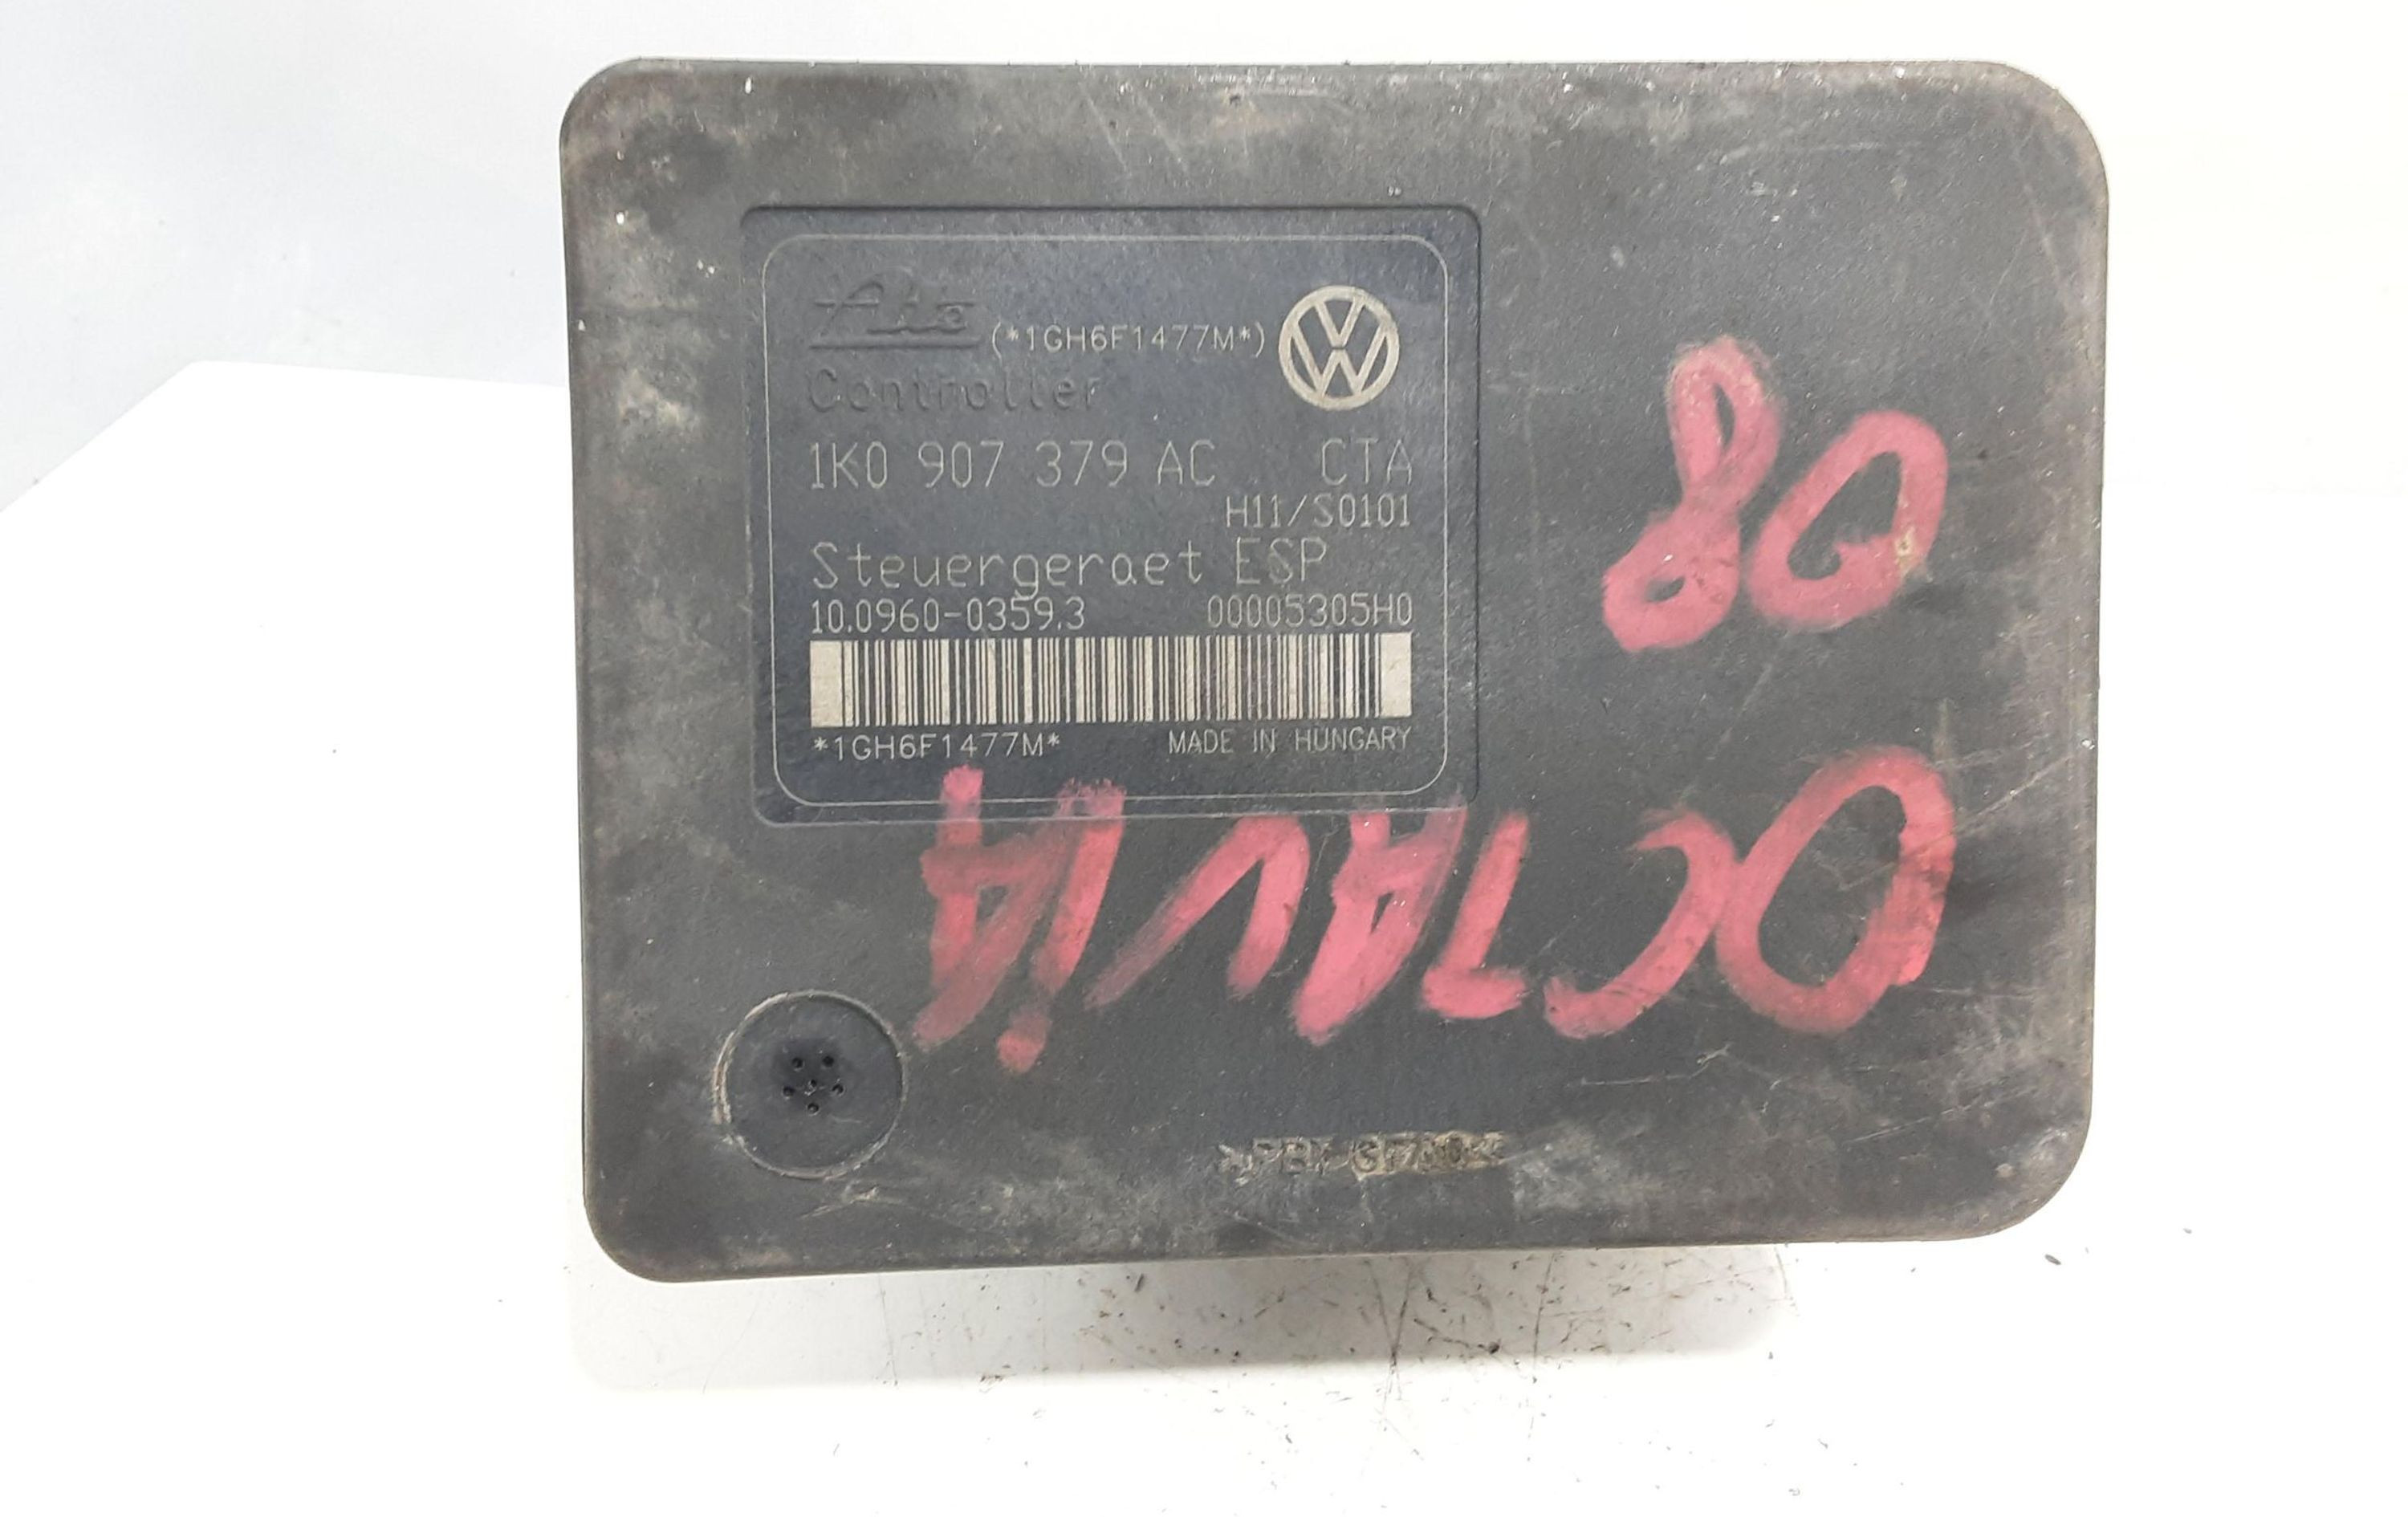 Ate (*1GH6F1477M*)
Controller
1K0 907 379 AC CTA
H11/S0101
Steuergeraet ESP
10.0960-0359.3 00005305H0
*1GH6F1477M* MADE IN HUNGARY
OCTAVIA
08